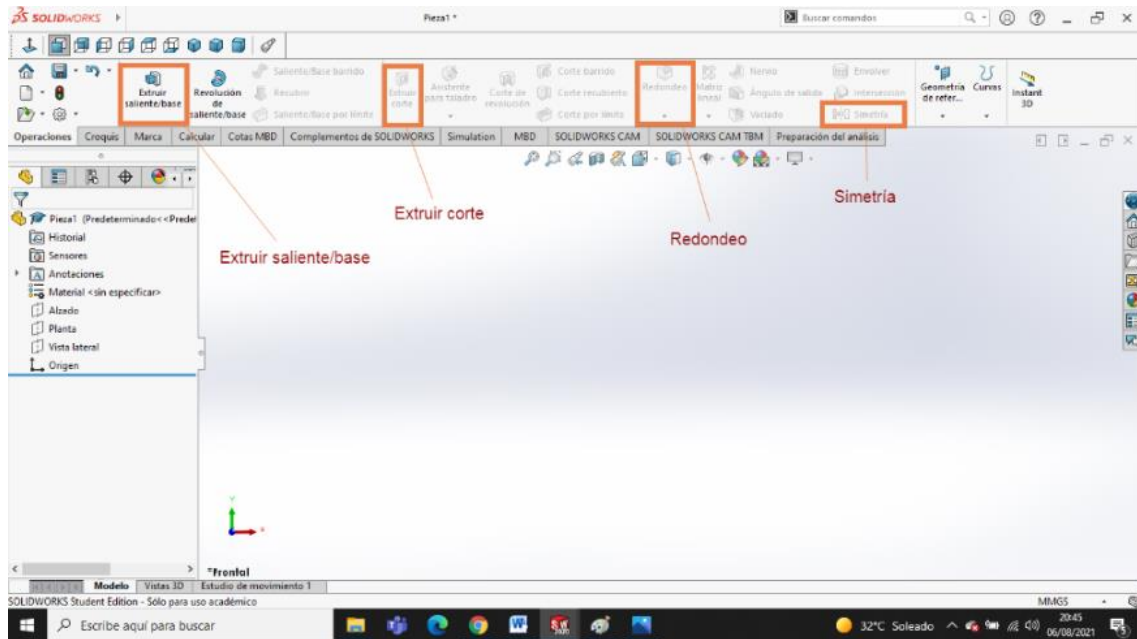 SOLIDWORKS
Pieza1 *
Buscar comandos
Extruir saliente/base
Revolución de saliente/base
Saliente/Base barrido
Recubrir
Saliente/Base por límite
Extruir corte
Asistente para taladro
Corte de revolución
Corte barrido
Corte recubierto
Corte por límite
Redondeo
Matriz lineal
Nervio
Ángulo de salida
Vaciado
Envolver
Intersección
Simetría
Geometría de refer...
Curvas
Instant 3D
Operaciones Croquis Marca Calcular Cotas MBD Complementos de SOLIDWORKS Simulation MBD SOLIDWORKS CAM SOLIDWORKS CAM TBM Preparación del análisis
Simetría
Extruir corte
Redondeo
Extruir saliente/base
Pieza1 (Predeterminado<<Predet
Historial
Sensores
Anotaciones
Material <sin especificar>
Alzado
Planta
Vista lateral
Origen
Y
X
*Frontal
Modelo Vistas 3D Estudio de movimiento 1
SOLIDWORKS Student Edition - Sólo para uso académico
MMGS
Escribe aquí para buscar
32°C Soleado
20:45
06/08/2021